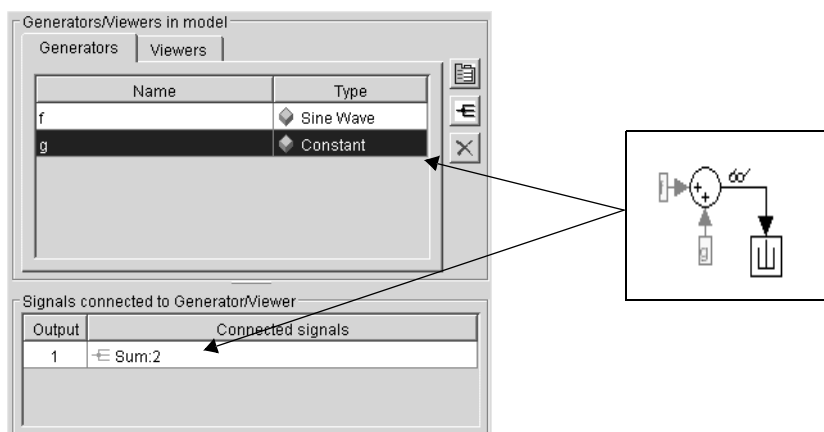 Generators/Viewers in model
Generators Viewers
Name Type
f Sine Wave
g Constant
f
g
Signals connected to Generator/Viewer
Output Connected signals
1 Sum:2